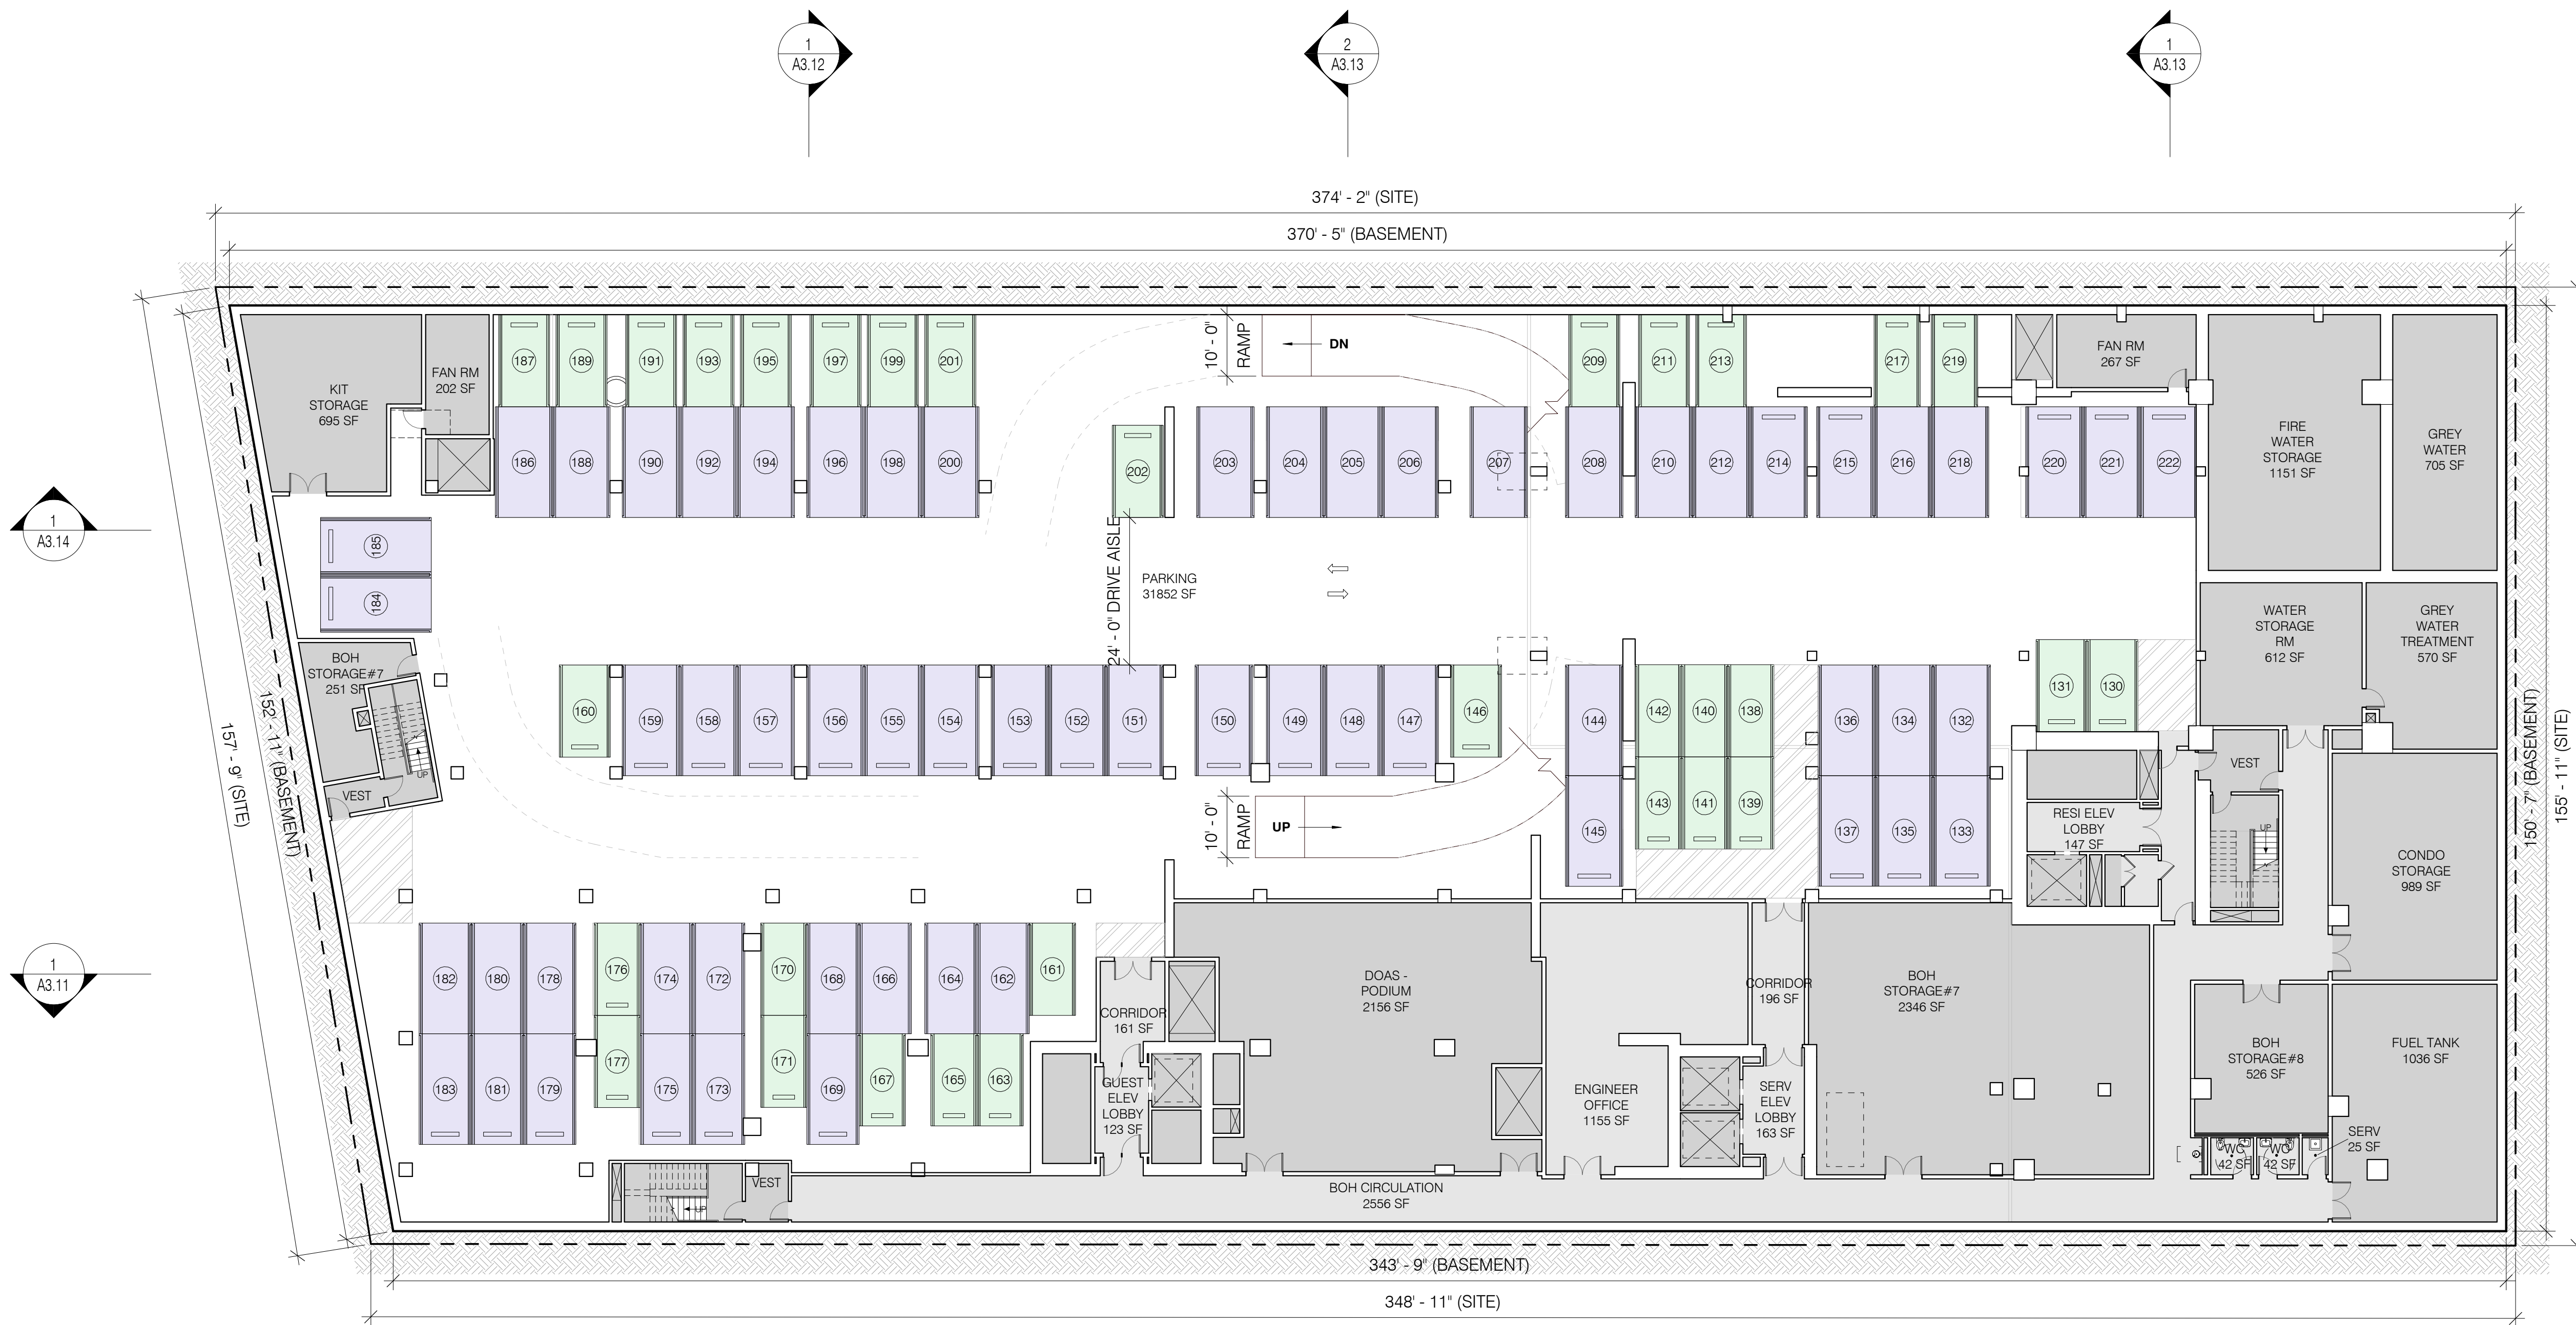 1
A3.12
2
A3.13
1
A3.13
374' - 2" (SITE)
370' - 5" (BASEMENT)
10' - 0"
RAMP
DN
187
189
191
193
195
197
199
201
209
211
213
217
219
FAN RM
267 SF
KIT
STORAGE
695 SF
FAN RM
202 SF
186
188
190
192
194
196
198
200
202
203
204
205
206
207
208
210
212
214
215
216
218
220
221
222
FIRE
WATER
STORAGE
1151 SF
GREY
WATER
705 SF
1
A3.14
185
184
24' - 0" DRIVE AISLE
PARKING
31852 SF
WATER
STORAGE
RM
612 SF
GREY
WATER
TREATMENT
570 SF
BOH
STORAGE#7
251 SF
UP
VEST
160
159
158
157
156
155
154
153
152
151
150
149
148
147
146
144
142
140
138
136
134
132
131
130
145
143
141
139
137
135
133
VEST
UP
RESI ELEV
LOBBY
147 SF
157' - 9" (SITE)
152' - 11" (BASEMENT)
150' - 7" (BASEMENT)
155' - 11" (SITE)
10' - 0"
RAMP
UP
CONDO
STORAGE
989 SF
1
A3.11
182
180
178
176
174
172
170
168
166
164
162
161
183
181
179
177
175
173
171
169
167
165
163
CORRIDOR
161 SF
GUEST
ELEV
LOBBY
123 SF
DOAS -
PODIUM
2156 SF
ENGINEER
OFFICE
1155 SF
CORRIDOR
196 SF
SERV
ELEV
LOBBY
163 SF
BOH
STORAGE#7
2346 SF
BOH
STORAGE#8
526 SF
FUEL TANK
1036 SF
WC
42 SF
WC
42 SF
SERV
25 SF
UP
VEST
BOH CIRCULATION
2556 SF
343' - 9" (BASEMENT)
348' - 11" (SITE)